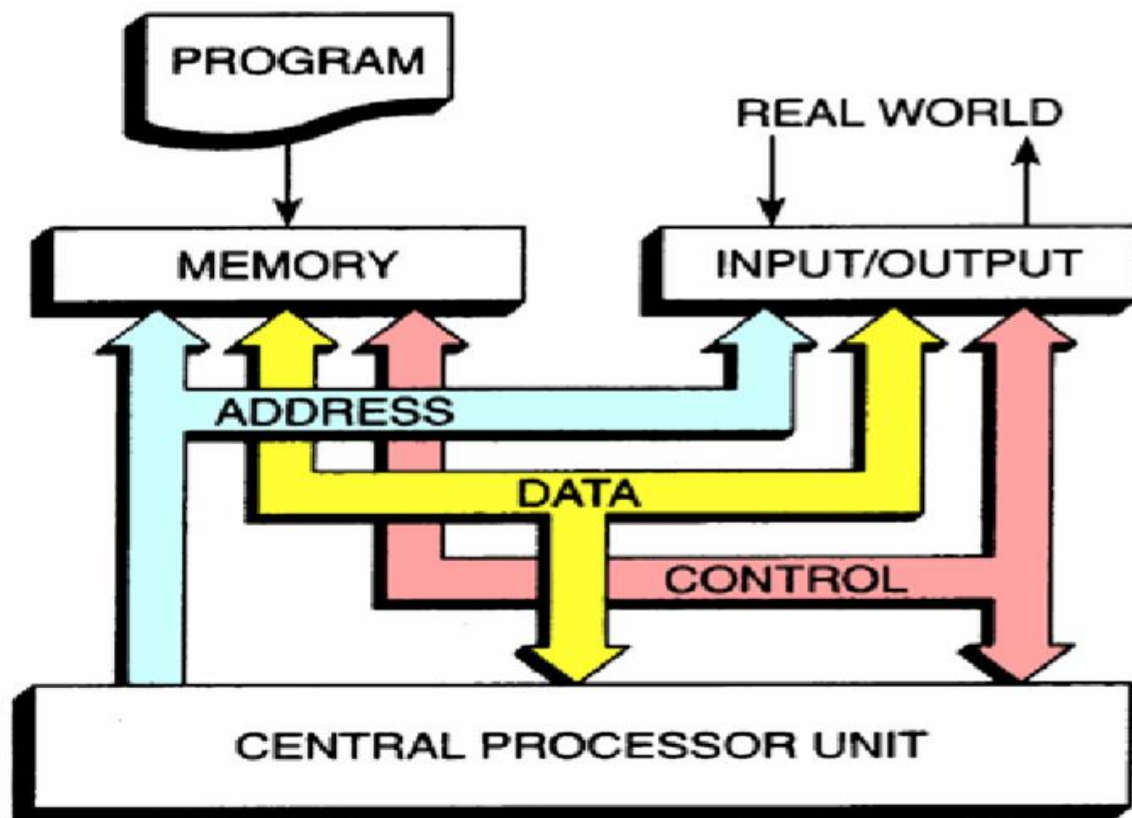 PROGRAM
REAL WORLD
MEMORY
INPUT/OUTPUT
ADDRESS
DATA
CONTROL
CENTRAL PROCESSOR UNIT